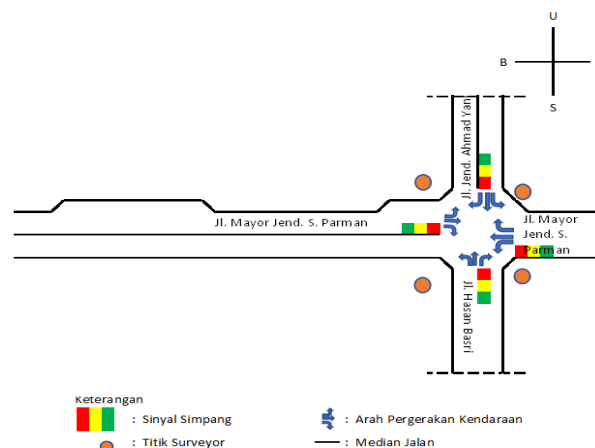 U
B
S
Jl. Jend. Ahmad Yani
Jl. Mayor Jend. S. Parman
Jl. Mayor
Jend. S.
Parman
Jl. Hasan Basri
Keterangan
: Sinyal Simpang
: Arah Pergerakan Kendaraan
: Titik Surveyor
: Median Jalan